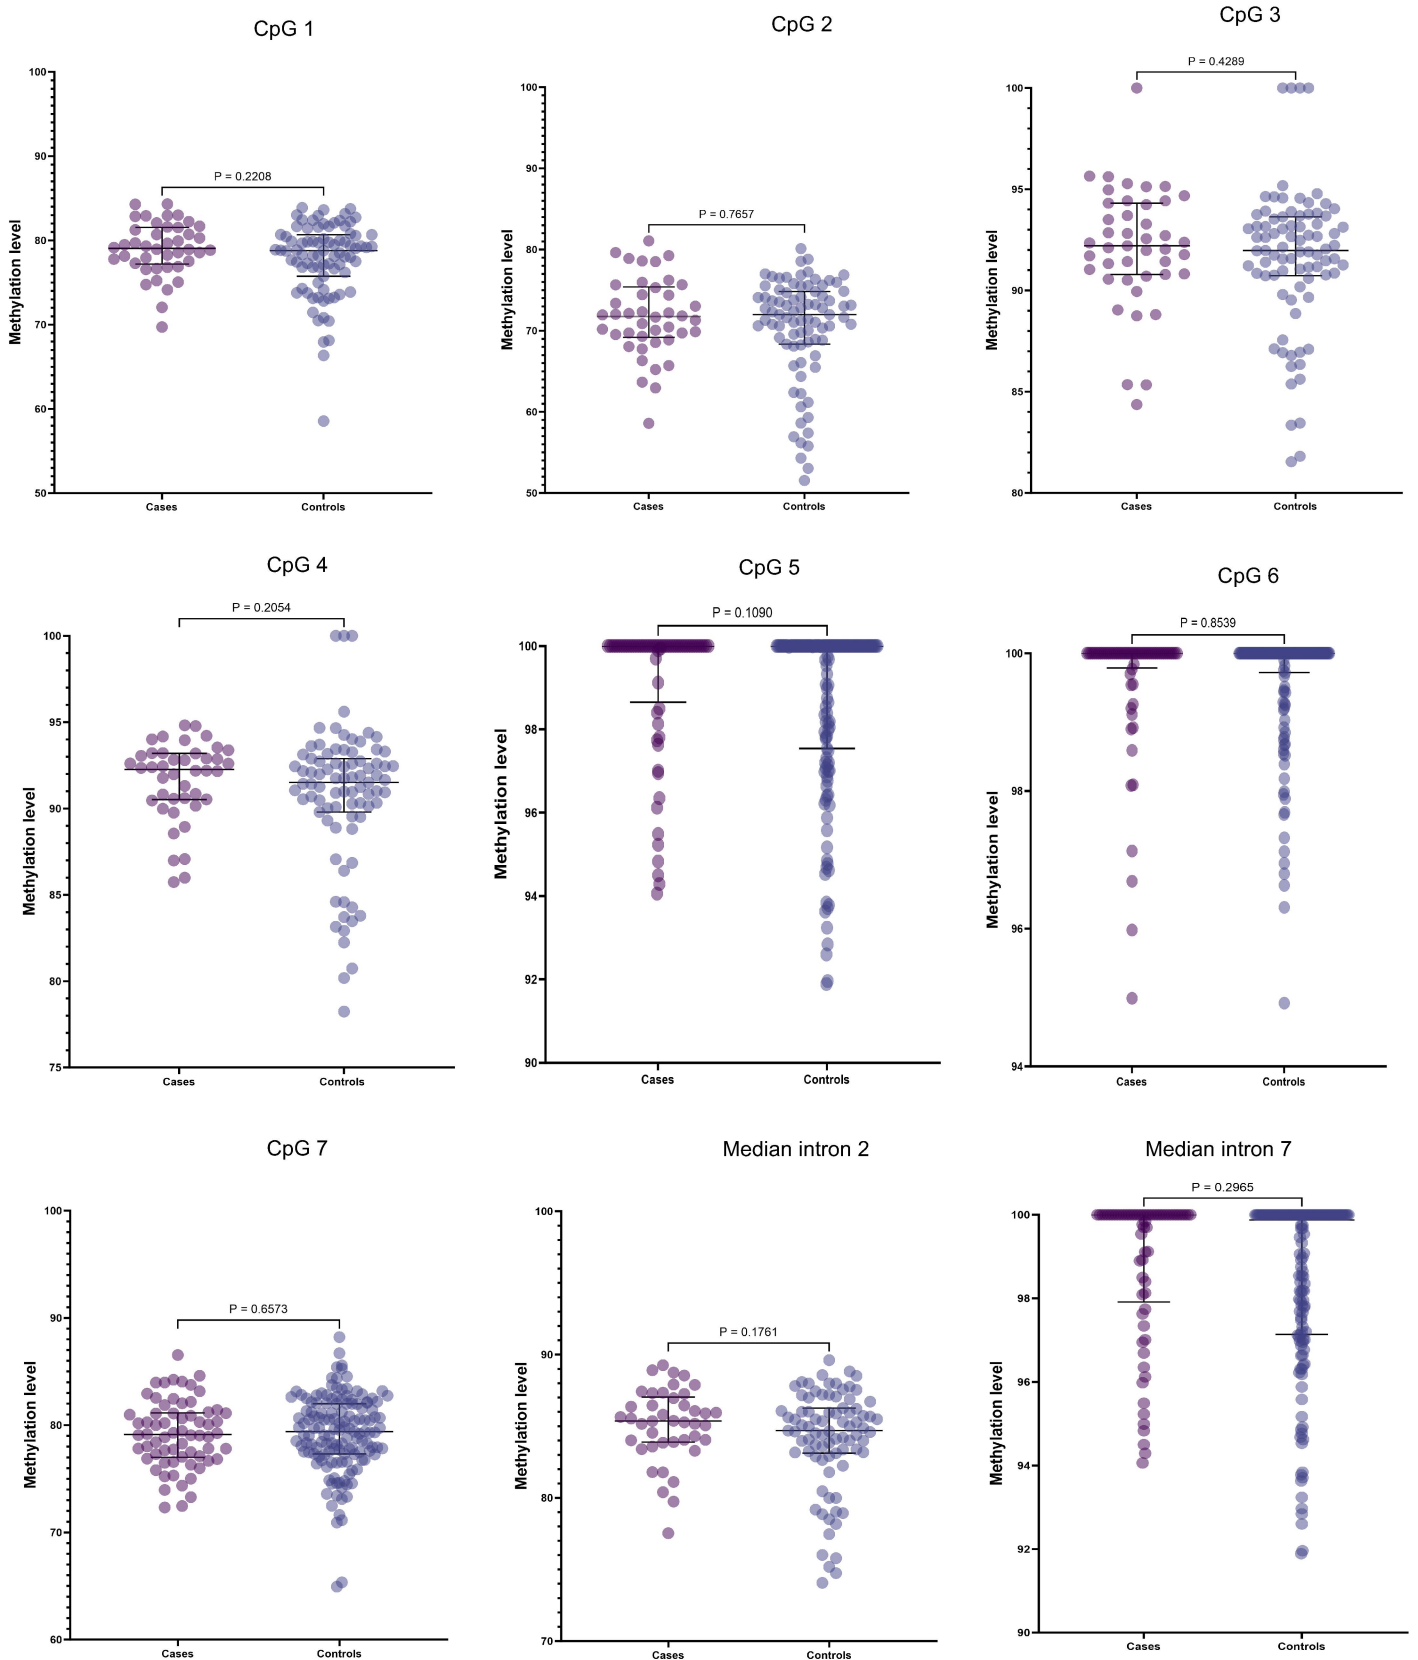 CpG 1
P = 0.2208
Methylation level
100
90
80
70
60
50
Cases
Controls
CpG 2
P = 0.7657
Methylation level
100
90
80
70
60
50
Cases
Controls
CpG 3
P = 0.4289
Methylation level
100
95
90
85
80
Cases
Controls
CpG 4
P = 0.2054
Methylation level
100
95
90
85
80
75
Cases
Controls
CpG 5
P = 0.1090
Methylation level
100
98
96
94
92
90
Cases
Controls
CpG 6
P = 0.8539
Methylation level
100
98
96
94
Cases
Controls
CpG 7
P = 0.6573
Methylation level
100
90
80
70
60
Cases
Controls
Median intron 2
P = 0.1761
Methylation level
100
90
80
70
Cases
Controls
Median intron 7
P = 0.2965
Methylation level
100
98
96
94
92
90
Cases
Controls